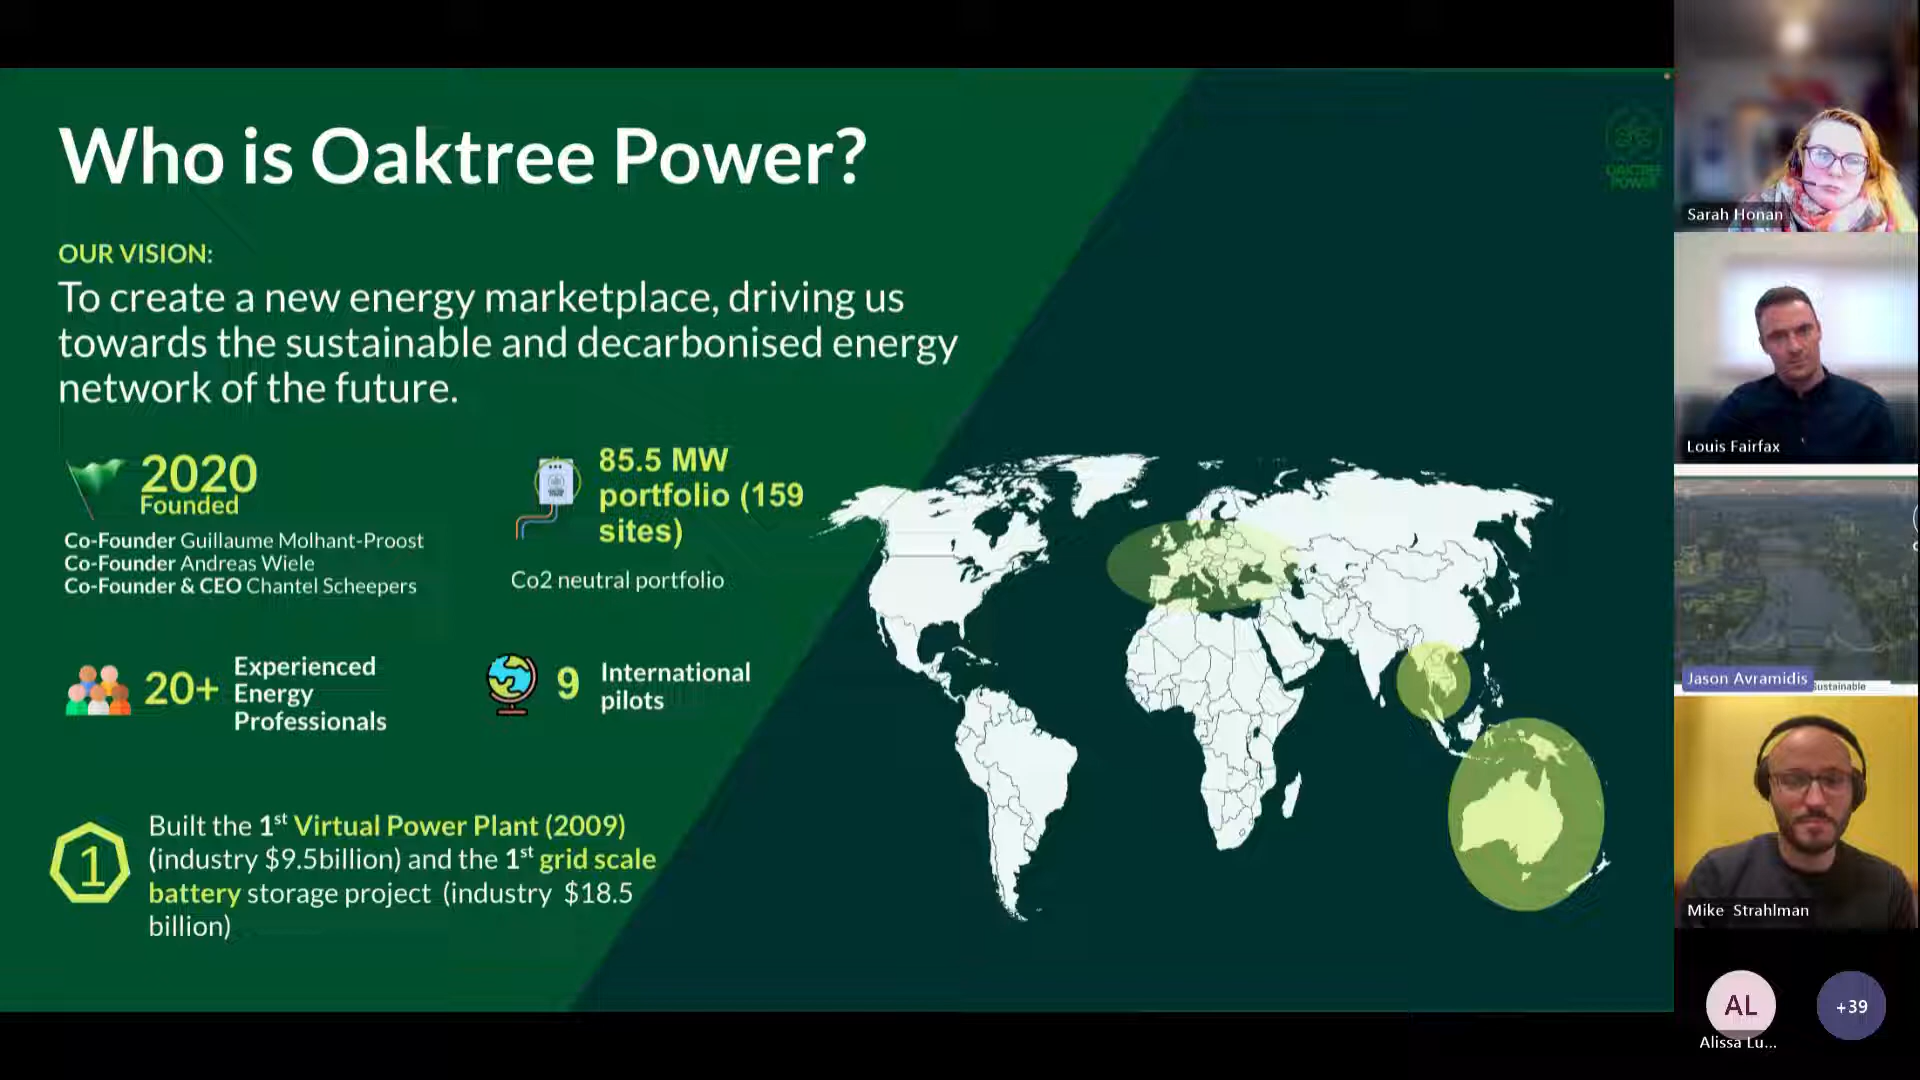 Who is Oaktree Power?
OAKTREE
POWER
OUR VISION:
To create a new energy marketplace, driving us
towards the sustainable and decarbonised energy
network of the future.
2020
Founded
Co-Founder Guillaume Molhant-Proost
Co-Founder Andreas Wiele
Co-Founder & CEO Chantel Scheepers
85.5 MW
portfolio (159
sites)
Co2 neutral portfolio
20+
Experienced
Energy
Professionals
9
International
pilots
1
Built the 1st Virtual Power Plant (2009)
(industry $9.5billion) and the 1st grid scale
battery storage project (industry $18.5
billion)
Sarah Honan
Louis Fairfax
Jason Avramidis
Sustainable
Mike Strahlman
AL
Alissa Lu...
+39